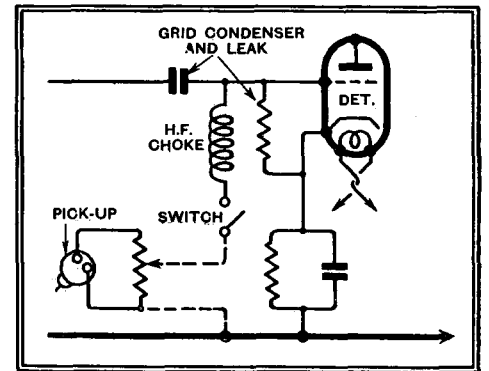 GRID CONDENSER
AND LEAK
DET.
H.F.
CHOKE
PICK-UP
SWITCH